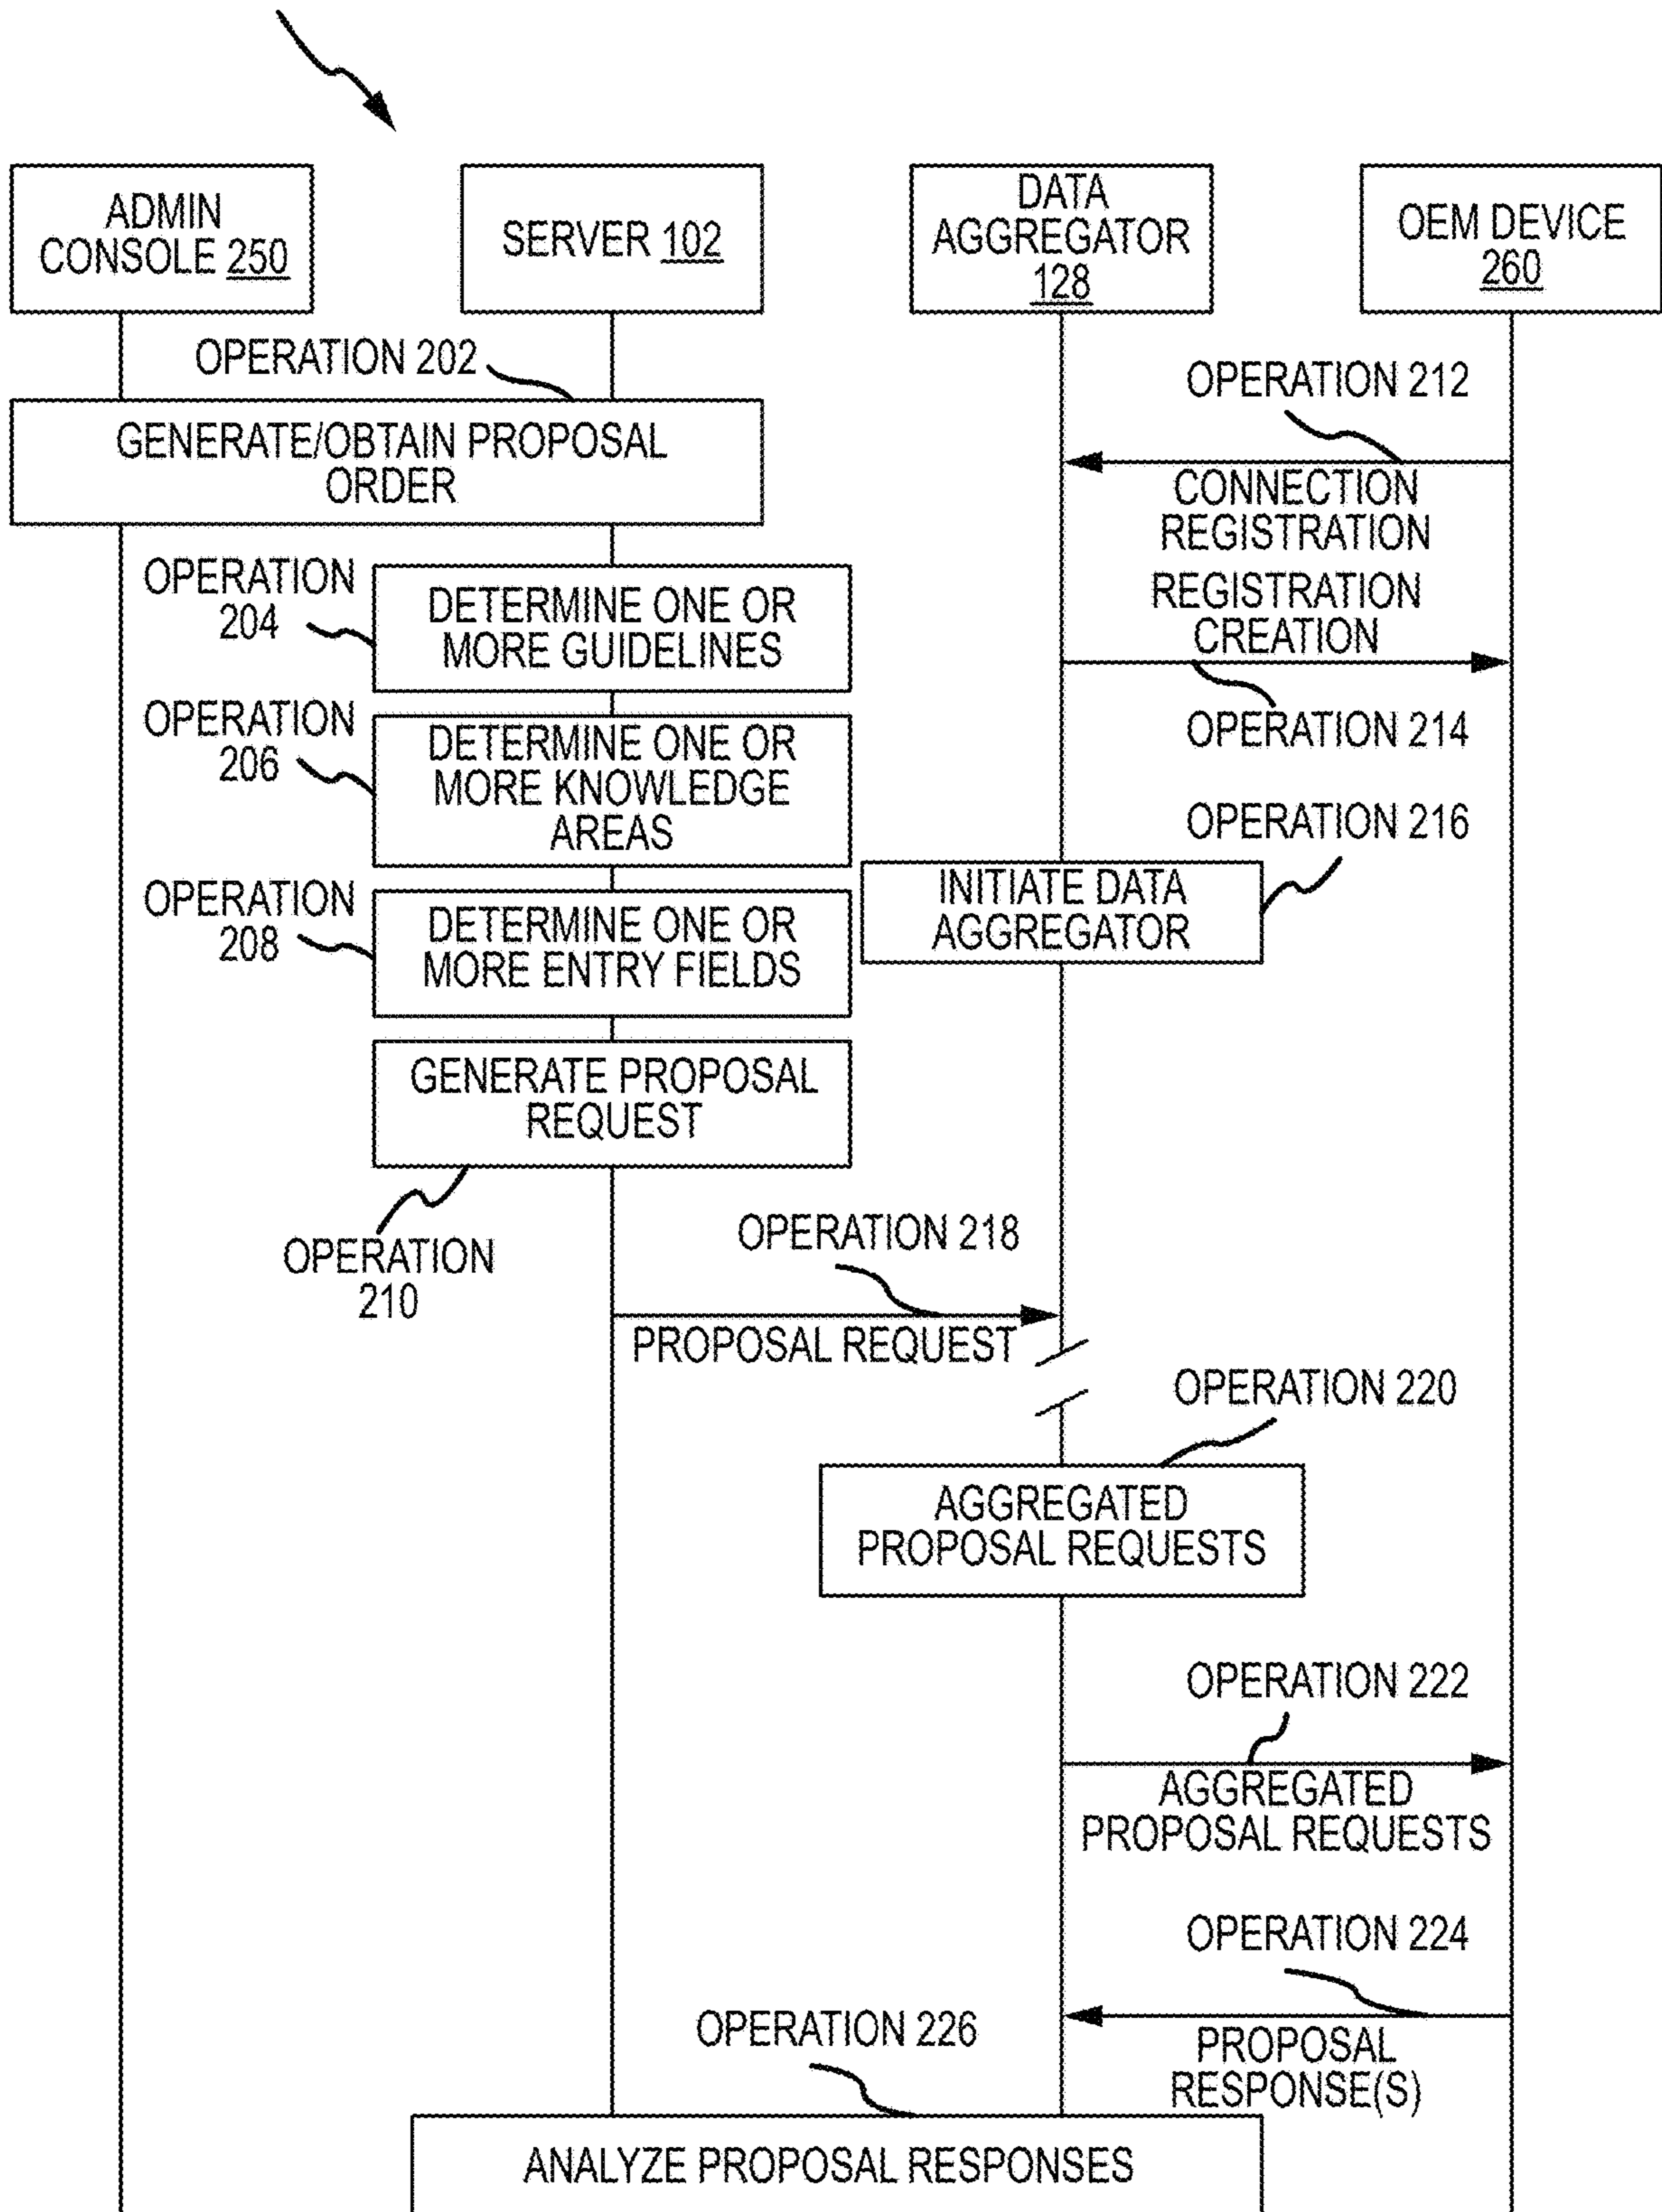 ADMIN
CONSOLE 250
SERVER 102
DATA
AGGREGATOR
128
OEM DEVICE
260
OPERATION 202
GENERATE/OBTAIN PROPOSAL
ORDER
OPERATION 212
CONNECTION
REGISTRATION
OPERATION
204
DETERMINE ONE OR
MORE GUIDELINES
REGISTRATION
CREATION
OPERATION 214
OPERATION
206
DETERMINE ONE OR
MORE KNOWLEDGE
AREAS
OPERATION 216
INITIATE DATA
AGGREGATOR
OPERATION
208
DETERMINE ONE OR
MORE ENTRY FIELDS
GENERATE PROPOSAL
REQUEST
OPERATION
210
OPERATION 218
PROPOSAL REQUEST
OPERATION 220
AGGREGATED
PROPOSAL REQUESTS
OPERATION 222
AGGREGATED
PROPOSAL REQUESTS
OPERATION 224
PROPOSAL
RESPONSE(S)
OPERATION 226
ANALYZE PROPOSAL RESPONSES